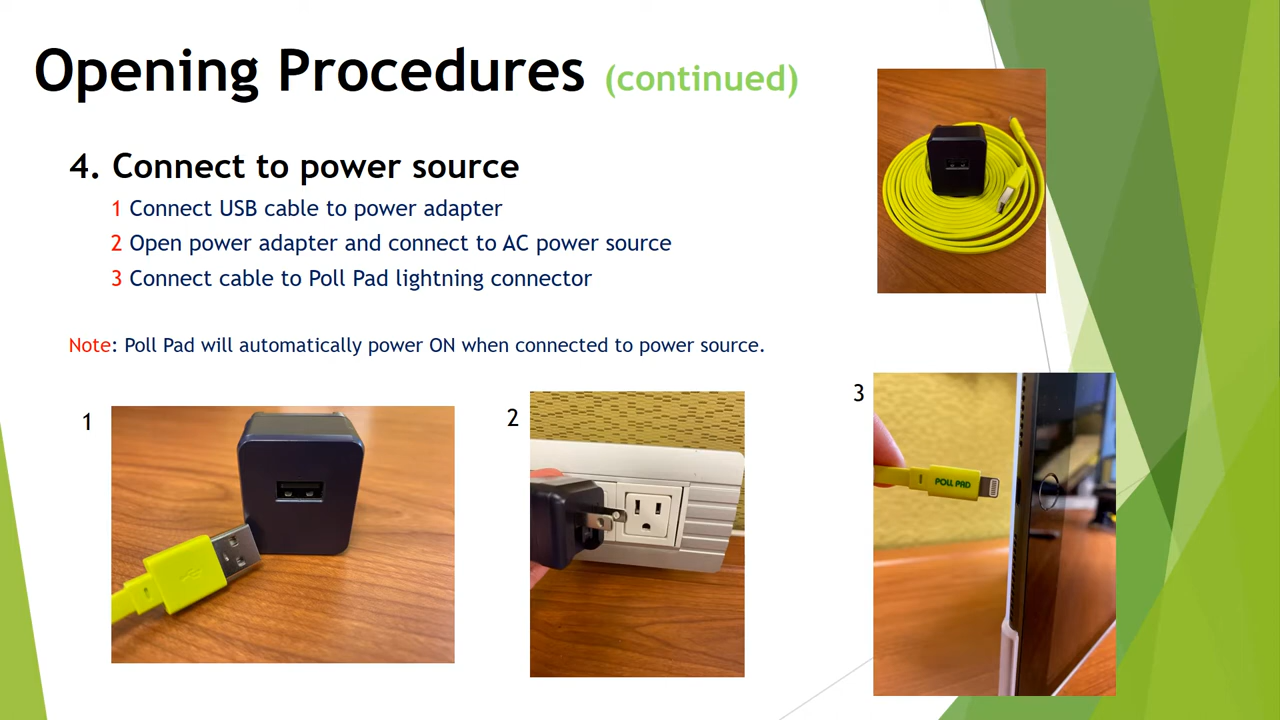 Opening Procedures (continued)
4. Connect to power source
1 Connect USB cable to power adapter
2 Open power adapter and connect to AC power source
3 Connect cable to Poll Pad lightning connector
Note: Poll Pad will automatically power ON when connected to power source.
1
2
3
POLL PAD